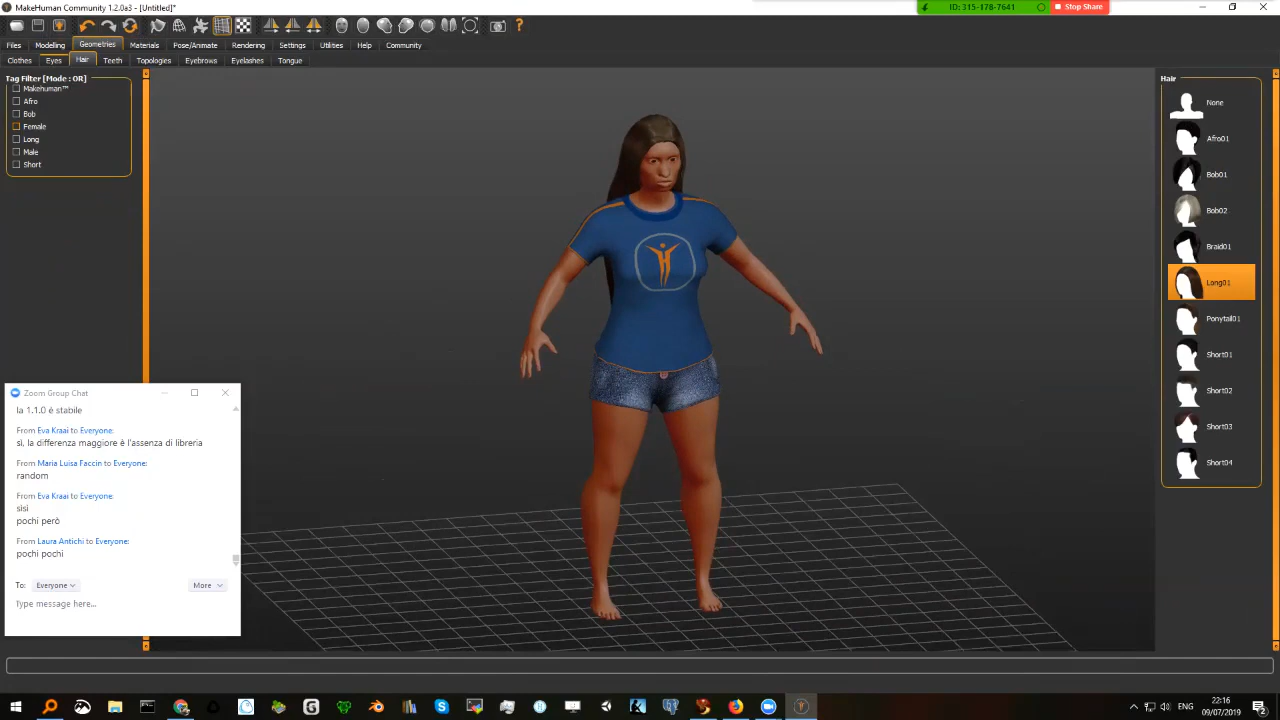 MakeHuman Community 1.2.0a3 - [Untitled]*
ID: 315-178-7641
Stop Share
Files Modelling Geometries Materials Pose/Animate Rendering Settings Utilities Help Community
Clothes Eyes Hair Teeth Topologies Eyebrows Eyelashes Tongue
Tag Filter [Mode : OR]
Makehuman™
Afro
Bob
Female
Long
Male
Short
Hair
None
Afro01
Bob01
Bob02
Braid01
Long01
Ponytail01
Short01
Short02
Short03
Short04
Zoom Group Chat
la 1.1.0 è stabile
From Eva Kraai to Everyone:
sì, la differenza maggiore è l'assenza di libreria
From Maria Luisa Faccin to Everyone:
random
From Eva Kraai to Everyone:
sisi
pochi però
From Laura Antichi to Everyone:
pochi pochi
To: Everyone More
Type message here...
ENG
22:16
09/07/2019
2